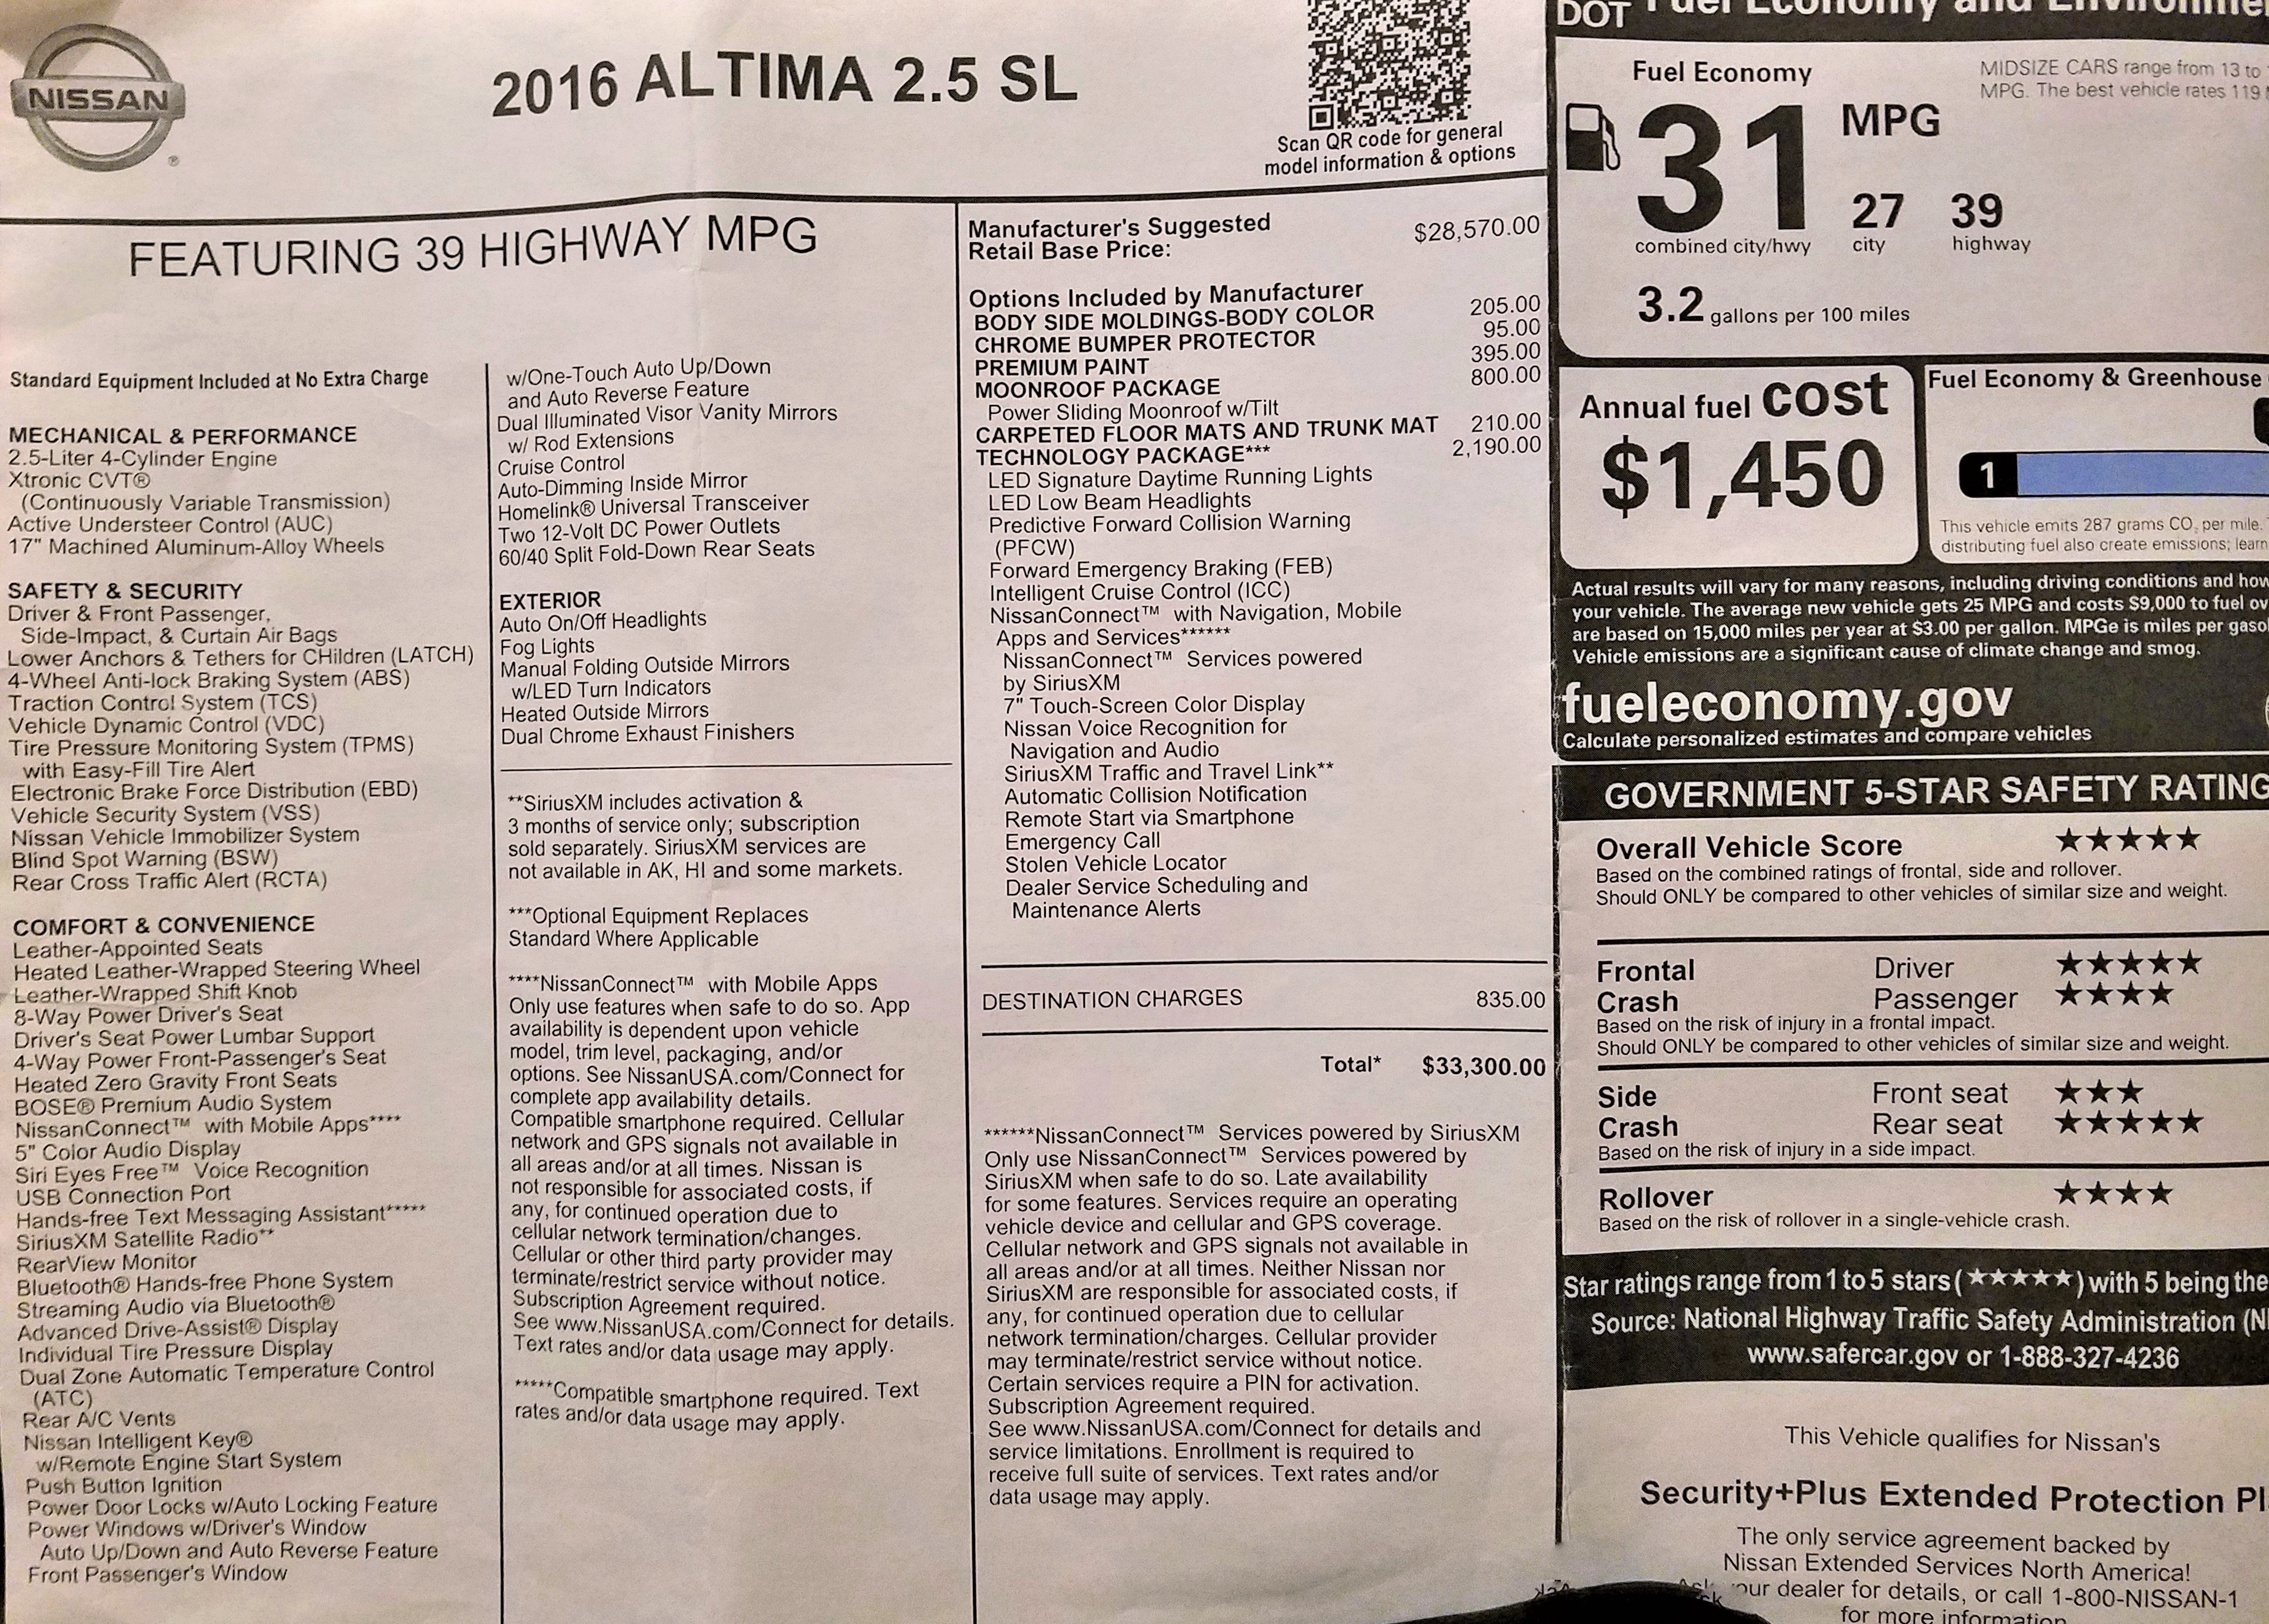 NISSAN
®
2016 ALTIMA 2.5 SL
Scan QR code for general
model information & options
FEATURING 39 HIGHWAY MPG
Standard Equipment Included at No Extra Charge
MECHANICAL & PERFORMANCE
2.5-Liter 4-Cylinder Engine
Xtronic CVT®
(Continuously Variable Transmission)
Active Understeer Control (AUC)
17" Machined Aluminum-Alloy Wheels
SAFETY & SECURITY
Driver & Front Passenger,
Side-Impact, & Curtain Air Bags
Lower Anchors & Tethers for CHildren (LATCH)
4-Wheel Anti-lock Braking System (ABS)
Traction Control System (TCS)
Vehicle Dynamic Control (VDC)
Tire Pressure Monitoring System (TPMS)
with Easy-Fill Tire Alert
Electronic Brake Force Distribution (EBD)
Vehicle Security System (VSS)
Nissan Vehicle Immobilizer System
Blind Spot Warning (BSW)
Rear Cross Traffic Alert (RCTA)
COMFORT & CONVENIENCE
Leather-Appointed Seats
Heated Leather-Wrapped Steering Wheel
Leather-Wrapped Shift Knob
8-Way Power Driver's Seat
Driver's Seat Power Lumbar Support
4-Way Power Front-Passenger's Seat
Heated Zero Gravity Front Seats
BOSE® Premium Audio System
NissanConnect™ with Mobile Apps****
5" Color Audio Display
Siri Eyes Free™ Voice Recognition
USB Connection Port
Hands-free Text Messaging Assistant*****
SiriusXM Satellite Radio**
RearView Monitor
Bluetooth® Hands-free Phone System
Streaming Audio via Bluetooth®
Advanced Drive-Assist® Display
Individual Tire Pressure Display
Dual Zone Automatic Temperature Control
(ATC)
Rear A/C Vents
Nissan Intelligent Key®
w/Remote Engine Start System
Push Button Ignition
Power Door Locks w/Auto Locking Feature
Power Windows w/Driver's Window
Auto Up/Down and Auto Reverse Feature
Front Passenger's Window
w/One-Touch Auto Up/Down
and Auto Reverse Feature
Dual Illuminated Visor Vanity Mirrors
w/ Rod Extensions
Cruise Control
Auto-Dimming Inside Mirror
Homelink® Universal Transceiver
Two 12-Volt DC Power Outlets
60/40 Split Fold-Down Rear Seats
EXTERIOR
Auto On/Off Headlights
Fog Lights
Manual Folding Outside Mirrors
w/LED Turn Indicators
Heated Outside Mirrors
Dual Chrome Exhaust Finishers
**SiriusXM includes activation &
3 months of service only; subscription
sold separately. SiriusXM services are
not available in AK, HI and some markets.
***Optional Equipment Replaces
Standard Where Applicable
****NissanConnect™ with Mobile Apps
Only use features when safe to do so. App
availability is dependent upon vehicle
model, trim level, packaging, and/or
options. See NissanUSA.com/Connect for
complete app availability details.
Compatible smartphone required. Cellular
network and GPS signals not available in
all areas and/or at all times. Nissan is
not responsible for associated costs, if
any, for continued operation due to
cellular network termination/changes.
Cellular or other third party provider may
terminate/restrict service without notice.
Subscription Agreement required.
See www.NissanUSA.com/Connect for details.
Text rates and/or data usage may apply.
*****Compatible smartphone required. Text
rates and/or data usage may apply.
Manufacturer's Suggested
Retail Base Price: $28,570.00
Options Included by Manufacturer
BODY SIDE MOLDINGS-BODY COLOR 205.00
CHROME BUMPER PROTECTOR 95.00
PREMIUM PAINT 395.00
MOONROOF PACKAGE 800.00
Power Sliding Moonroof w/Tilt
CARPETED FLOOR MATS AND TRUNK MAT 210.00
TECHNOLOGY PACKAGE*** 2,190.00
LED Signature Daytime Running Lights
LED Low Beam Headlights
Predictive Forward Collision Warning
(PFCW)
Forward Emergency Braking (FEB)
Intelligent Cruise Control (ICC)
NissanConnect™ with Navigation, Mobile
Apps and Services******
NissanConnect™ Services powered
by SiriusXM
7" Touch-Screen Color Display
Nissan Voice Recognition for
Navigation and Audio
SiriusXM Traffic and Travel Link**
Automatic Collision Notification
Remote Start via Smartphone
Emergency Call
Stolen Vehicle Locator
Dealer Service Scheduling and
Maintenance Alerts
DESTINATION CHARGES 835.00
Total* $33,300.00
******NissanConnect™ Services powered by SiriusXM
Only use NissanConnect™ Services powered by
SiriusXM when safe to do so. Late availability
for some features. Services require an operating
vehicle device and cellular and GPS coverage.
Cellular network and GPS signals not available in
all areas and/or at all times. Neither Nissan nor
SiriusXM are responsible for associated costs, if
any, for continued operation due to cellular
network termination/charges. Cellular provider
may terminate/restrict service without notice.
Certain services require a PIN for activation.
Subscription Agreement required.
See www.NissanUSA.com/Connect for details and
service limitations. Enrollment is required to
receive full suite of services. Text rates and/or
data usage may apply.
DOT Fuel Economy and
Fuel Economy
MIDSIZE CARS range from 13 to
MPG. The best vehicle rates 119
31 MPG
27 39
combined city/hwy city highway
3.2 gallons per 100 miles
Annual fuel cost
$1,450
Fuel Economy & Greenhouse
1
This vehicle emits 287 grams CO2 per mile.
distributing fuel also create emissions; learn
Actual results will vary for many reasons, including driving conditions and how
your vehicle. The average new vehicle gets 25 MPG and costs $9,000 to fuel
are based on 15,000 miles per year at $3.00 per gallon. MPGe is miles per
Vehicle emissions are a significant cause of climate change and smog.
fueleconomy.gov
Calculate personalized estimates and compare vehicles
GOVERNMENT 5-STAR SAFETY RATING
Overall Vehicle Score ★★★★★
Based on the combined ratings of frontal, side and rollover.
Should ONLY be compared to other vehicles of similar size and weight.
Frontal Driver ★★★★★
Crash Passenger ★★★★
Based on the risk of injury in a frontal impact.
Should ONLY be compared to other vehicles of similar size and weight.
Side Front seat ★★★
Crash Rear seat ★★★★★
Based on the risk of injury in a side impact.
Rollover ★★★★
Based on the risk of rollover in a single-vehicle crash.
Star ratings range from 1 to 5 stars (★★★★★) with 5 being the
Source: National Highway Traffic Safety Administration
www.safercar.gov or 1-888-327-4236
This Vehicle qualifies for Nissan's
Security+Plus Extended Protection
The only service agreement backed by
Nissan Extended Services North America!
your dealer for details, or call 1-800-NISSAN-1
for more information